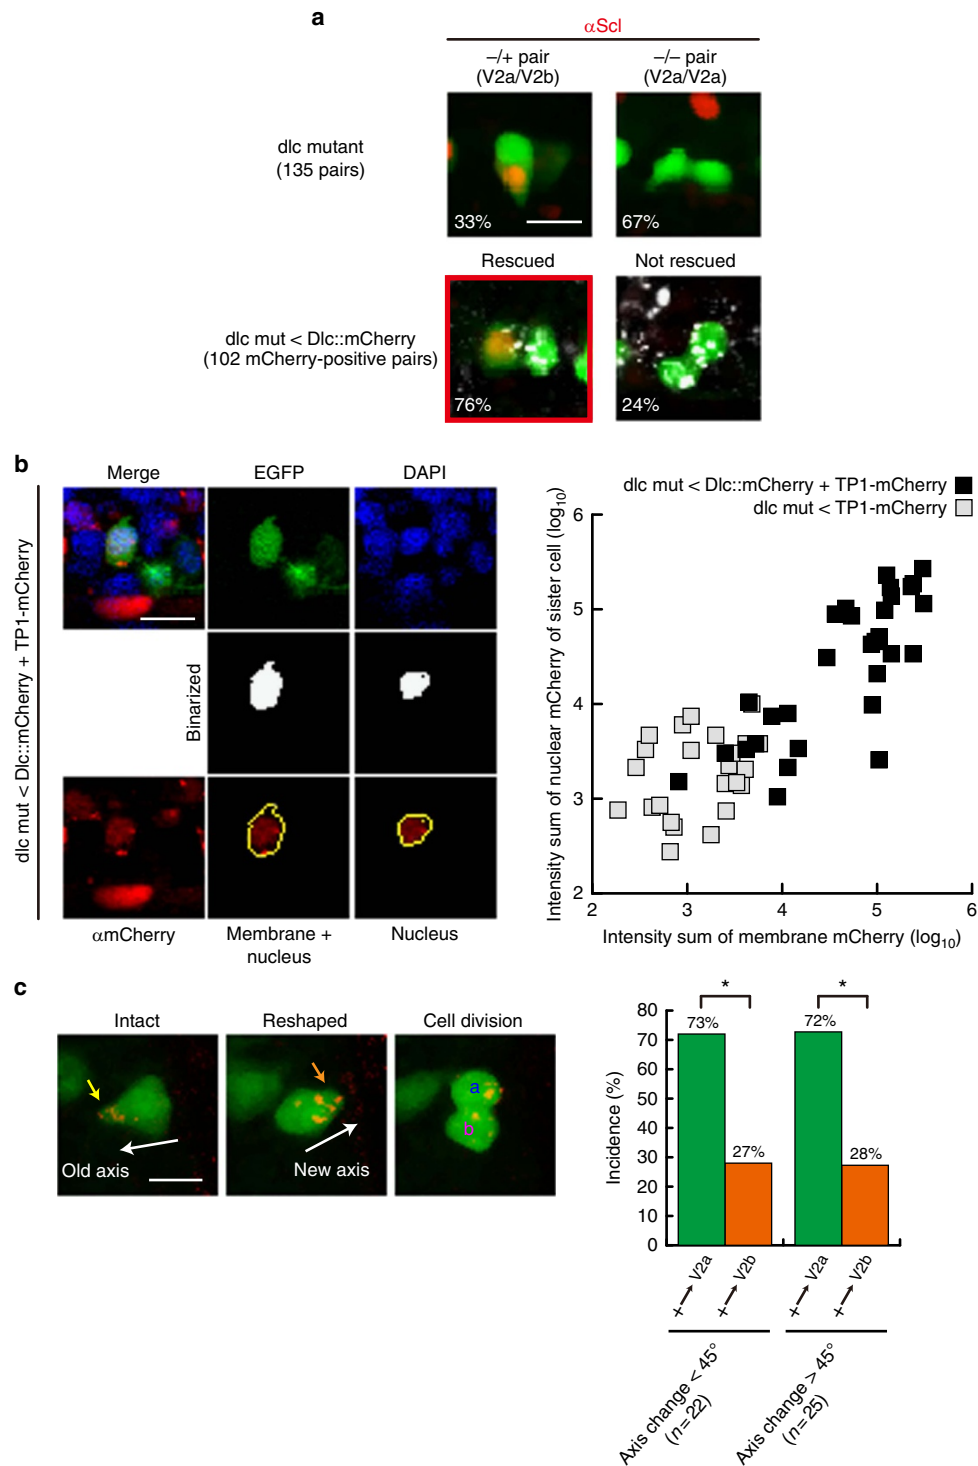 a
αScl
–/+ pair
(V2a/V2b)
–/– pair
(V2a/V2a)
dlc mutant
(135 pairs)
33%
67%
Rescued
Not rescued
dlc mut < Dlc::mCherry
(102 mCherry-positive pairs)
76%
24%
b
Merge
EGFP
DAPI
dlc mut < Dlc::mCherry + TP1-mCherry
Binarized
αmCherry
Membrane +
nucleus
Nucleus
dlc mut < Dlc::mCherry + TP1-mCherry
dlc mut < TP1-mCherry
Intensity sum of nuclear mCherry of sister cell (log10)
6
5
4
3
2
2
3
4
5
6
Intensity sum of membrane mCherry (log10)
c
Intact
Reshaped
Cell division
Old axis
New axis
a
b
Incidence (%)
80
70
60
50
40
30
20
10
0
*
*
73%
27%
72%
28%
+ → V2a
+ → V2b
+ → V2a
+ → V2b
Axis change < 45°
(n = 22)
Axis change > 45°
(n = 25)